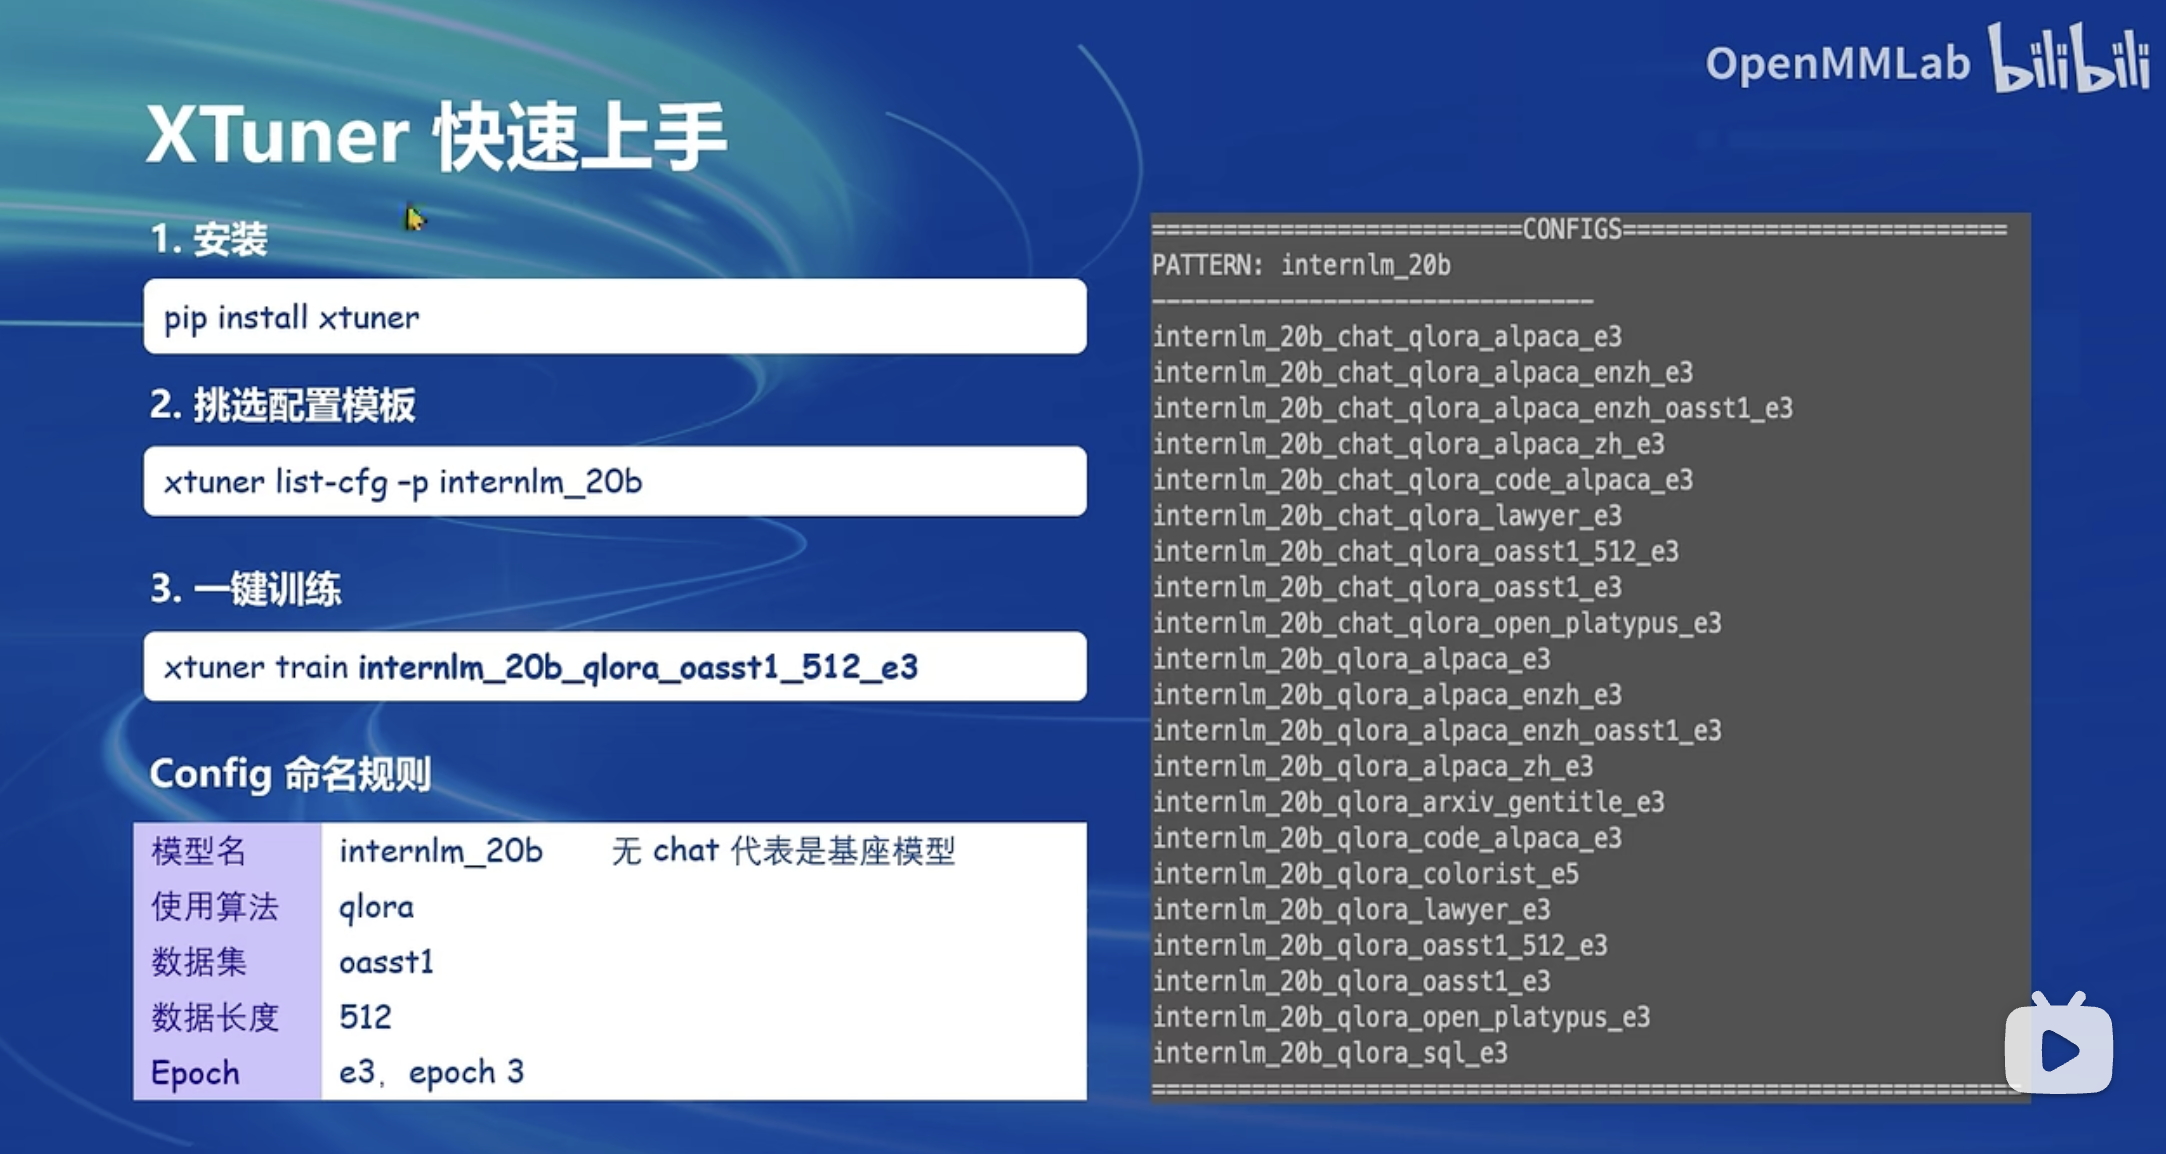 OpenMMLab bilibili
XTuner 快速上手
1. 安装
pip install xtuner
2. 挑选配置模板
xtuner list-cfg -p internlm_20b
3. 一键训练
xtuner train internlm_20b_qlora_oasst1_512_e3
Config 命名规则
模型名 internlm_20b 无 chat 代表是基座模型
使用算法 qlora
数据集 oasst1
数据长度 512
Epoch e3, epoch 3
==========================CONFIGS===========================
PATTERN: internlm_20b
-------------------------------
internlm_20b_chat_qlora_alpaca_e3
internlm_20b_chat_qlora_alpaca_enzh_e3
internlm_20b_chat_qlora_alpaca_enzh_oasst1_e3
internlm_20b_chat_qlora_alpaca_zh_e3
internlm_20b_chat_qlora_code_alpaca_e3
internlm_20b_chat_qlora_lawyer_e3
internlm_20b_chat_qlora_oasst1_512_e3
internlm_20b_chat_qlora_oasst1_e3
internlm_20b_chat_qlora_open_platypus_e3
internlm_20b_qlora_alpaca_e3
internlm_20b_qlora_alpaca_enzh_e3
internlm_20b_qlora_alpaca_enzh_oasst1_e3
internlm_20b_qlora_alpaca_zh_e3
internlm_20b_qlora_arxiv_gentitle_e3
internlm_20b_qlora_code_alpaca_e3
internlm_20b_qlora_colorist_e5
internlm_20b_qlora_lawyer_e3
internlm_20b_qlora_oasst1_512_e3
internlm_20b_qlora_oasst1_e3
internlm_20b_qlora_open_platypus_e3
internlm_20b_qlora_sql_e3
=============================================================